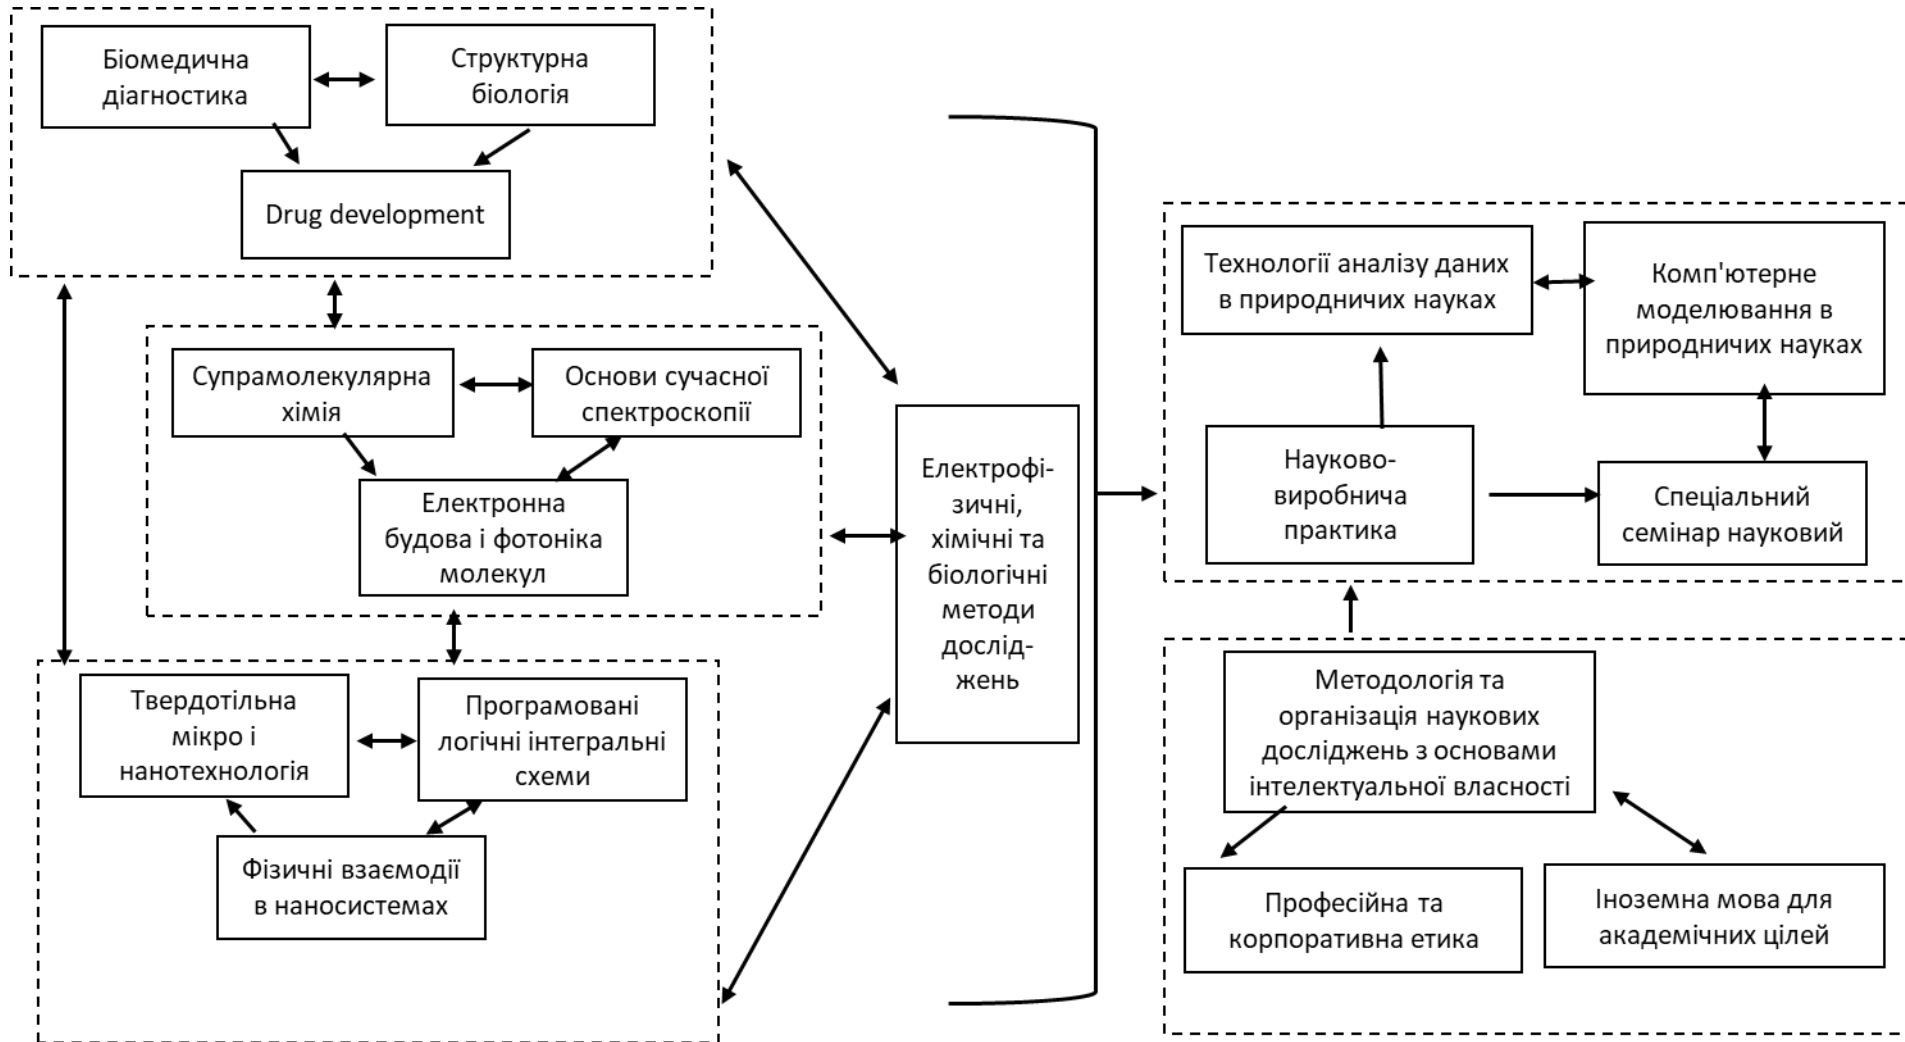 Біомедична
діагностика
Структурна
біологія
Drug development
Супрамолекулярна
хімія
Основи сучасної
спектроскопії
Електронна
будова і фотоніка
молекул
Твердотільна
мікро і
нанотехнологія
Програмовані
логічні інтегральні
схеми
Фізичні взаємодії
в наносистемах
Електрофі-
зичні,
хімічні та
біологічні
методи
дослід-
жень
Технології аналізу даних
в природничих науках
Комп'ютерне
моделювання в
природничих науках
Науково-
виробнича
практика
Спеціальний
семінар науковий
Методологія та
організація наукових
досліджень з основами
інтелектуальної власності
Професійна та
корпоративна етика
Іноземна мова для
академічних цілей